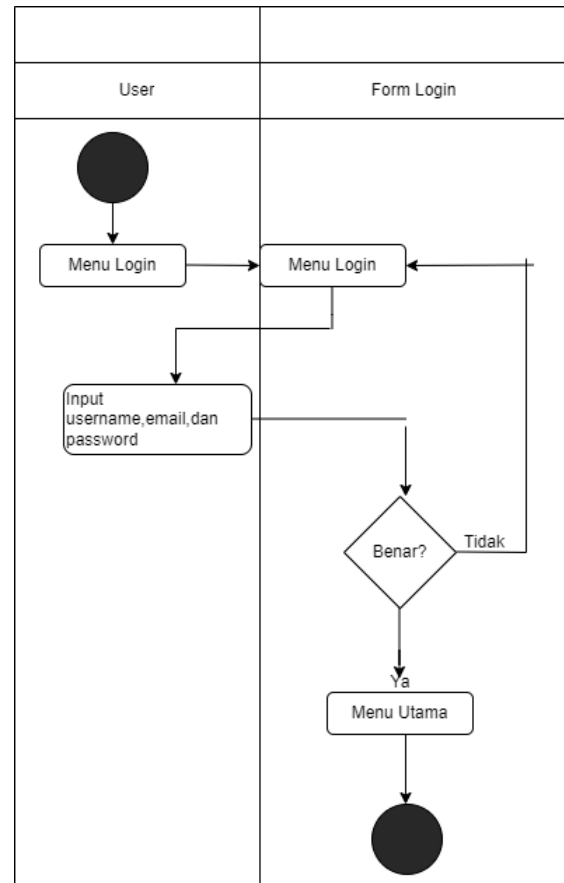 User
Form Login
Menu Login
Menu Login
Input
username,email,dan
password
Benar?
Tidak
Ya
Menu Utama